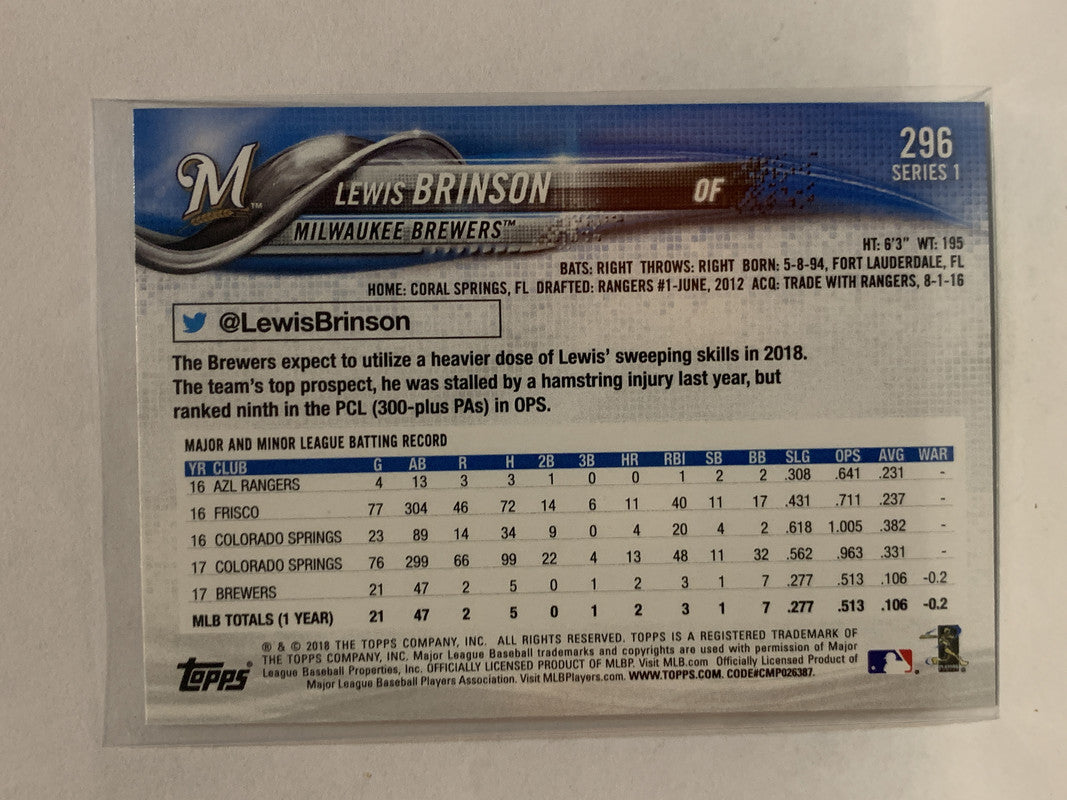 M™
296
SERIES 1
LEWIS BRINSON OF
MILWAUKEE BREWERS™
HT: 6'3" WT: 195
BATS: RIGHT THROWS: RIGHT BORN: 5-8-94, FORT LAUDERDALE, FL
HOME: CORAL SPRINGS, FL DRAFTED: RANGERS #1-JUNE, 2012 ACQ: TRADE WITH RANGERS, 8-1-16
@LewisBrinson
The Brewers expect to utilize a heavier dose of Lewis' sweeping skills in 2018.
The team's top prospect, he was stalled by a hamstring injury last year, but
ranked ninth in the PCL (300-plus PAs) in OPS.
MAJOR AND MINOR LEAGUE BATTING RECORD
YR CLUB G AB R H 2B 3B HR RBI SB BB SLG OPS AVG WAR
16 AZL RANGERS 4 13 3 3 1 0 0 1 2 2 .308 .641 .231 -
16 FRISCO 77 304 46 72 14 6 11 40 11 17 .431 .711 .237 -
16 COLORADO SPRINGS 23 89 14 34 9 0 4 20 4 2 .618 1.005 .382 -
17 COLORADO SPRINGS 76 299 66 99 22 4 13 48 11 32 .562 .963 .331 -
17 BREWERS 21 47 2 5 0 1 2 3 1 7 .277 .513 .106 -0.2
MLB TOTALS (1 YEAR) 21 47 2 5 0 1 2 3 1 7 .277 .513 .106 -0.2
® & © 2018 THE TOPPS COMPANY, INC. ALL RIGHTS RESERVED. TOPPS IS A REGISTERED TRADEMARK OF
THE TOPPS COMPANY, INC. Major League Baseball trademarks and copyrights are used with permission of Major
League Baseball Properties, Inc. OFFICIALLY LICENSED PRODUCT OF MLBP. Visit MLB.com Officially Licensed Product of
Major League Baseball Players Association. Visit MLBPlayers.com. WWW.TOPPS.COM. CODE#CMP026387.
Topps®